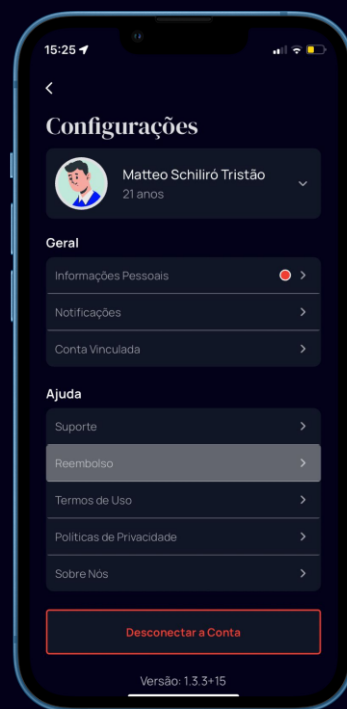 15:25
Configurações
Matteo Schiliró Tristão
21 anos
Geral
Informações Pessoais
Notificações
Conta Vinculada
Ajuda
Suporte
Reembolso
Termos de Uso
Políticas de Privacidade
Sobre Nós
Desconectar a Conta
Versão: 1.3.3+15